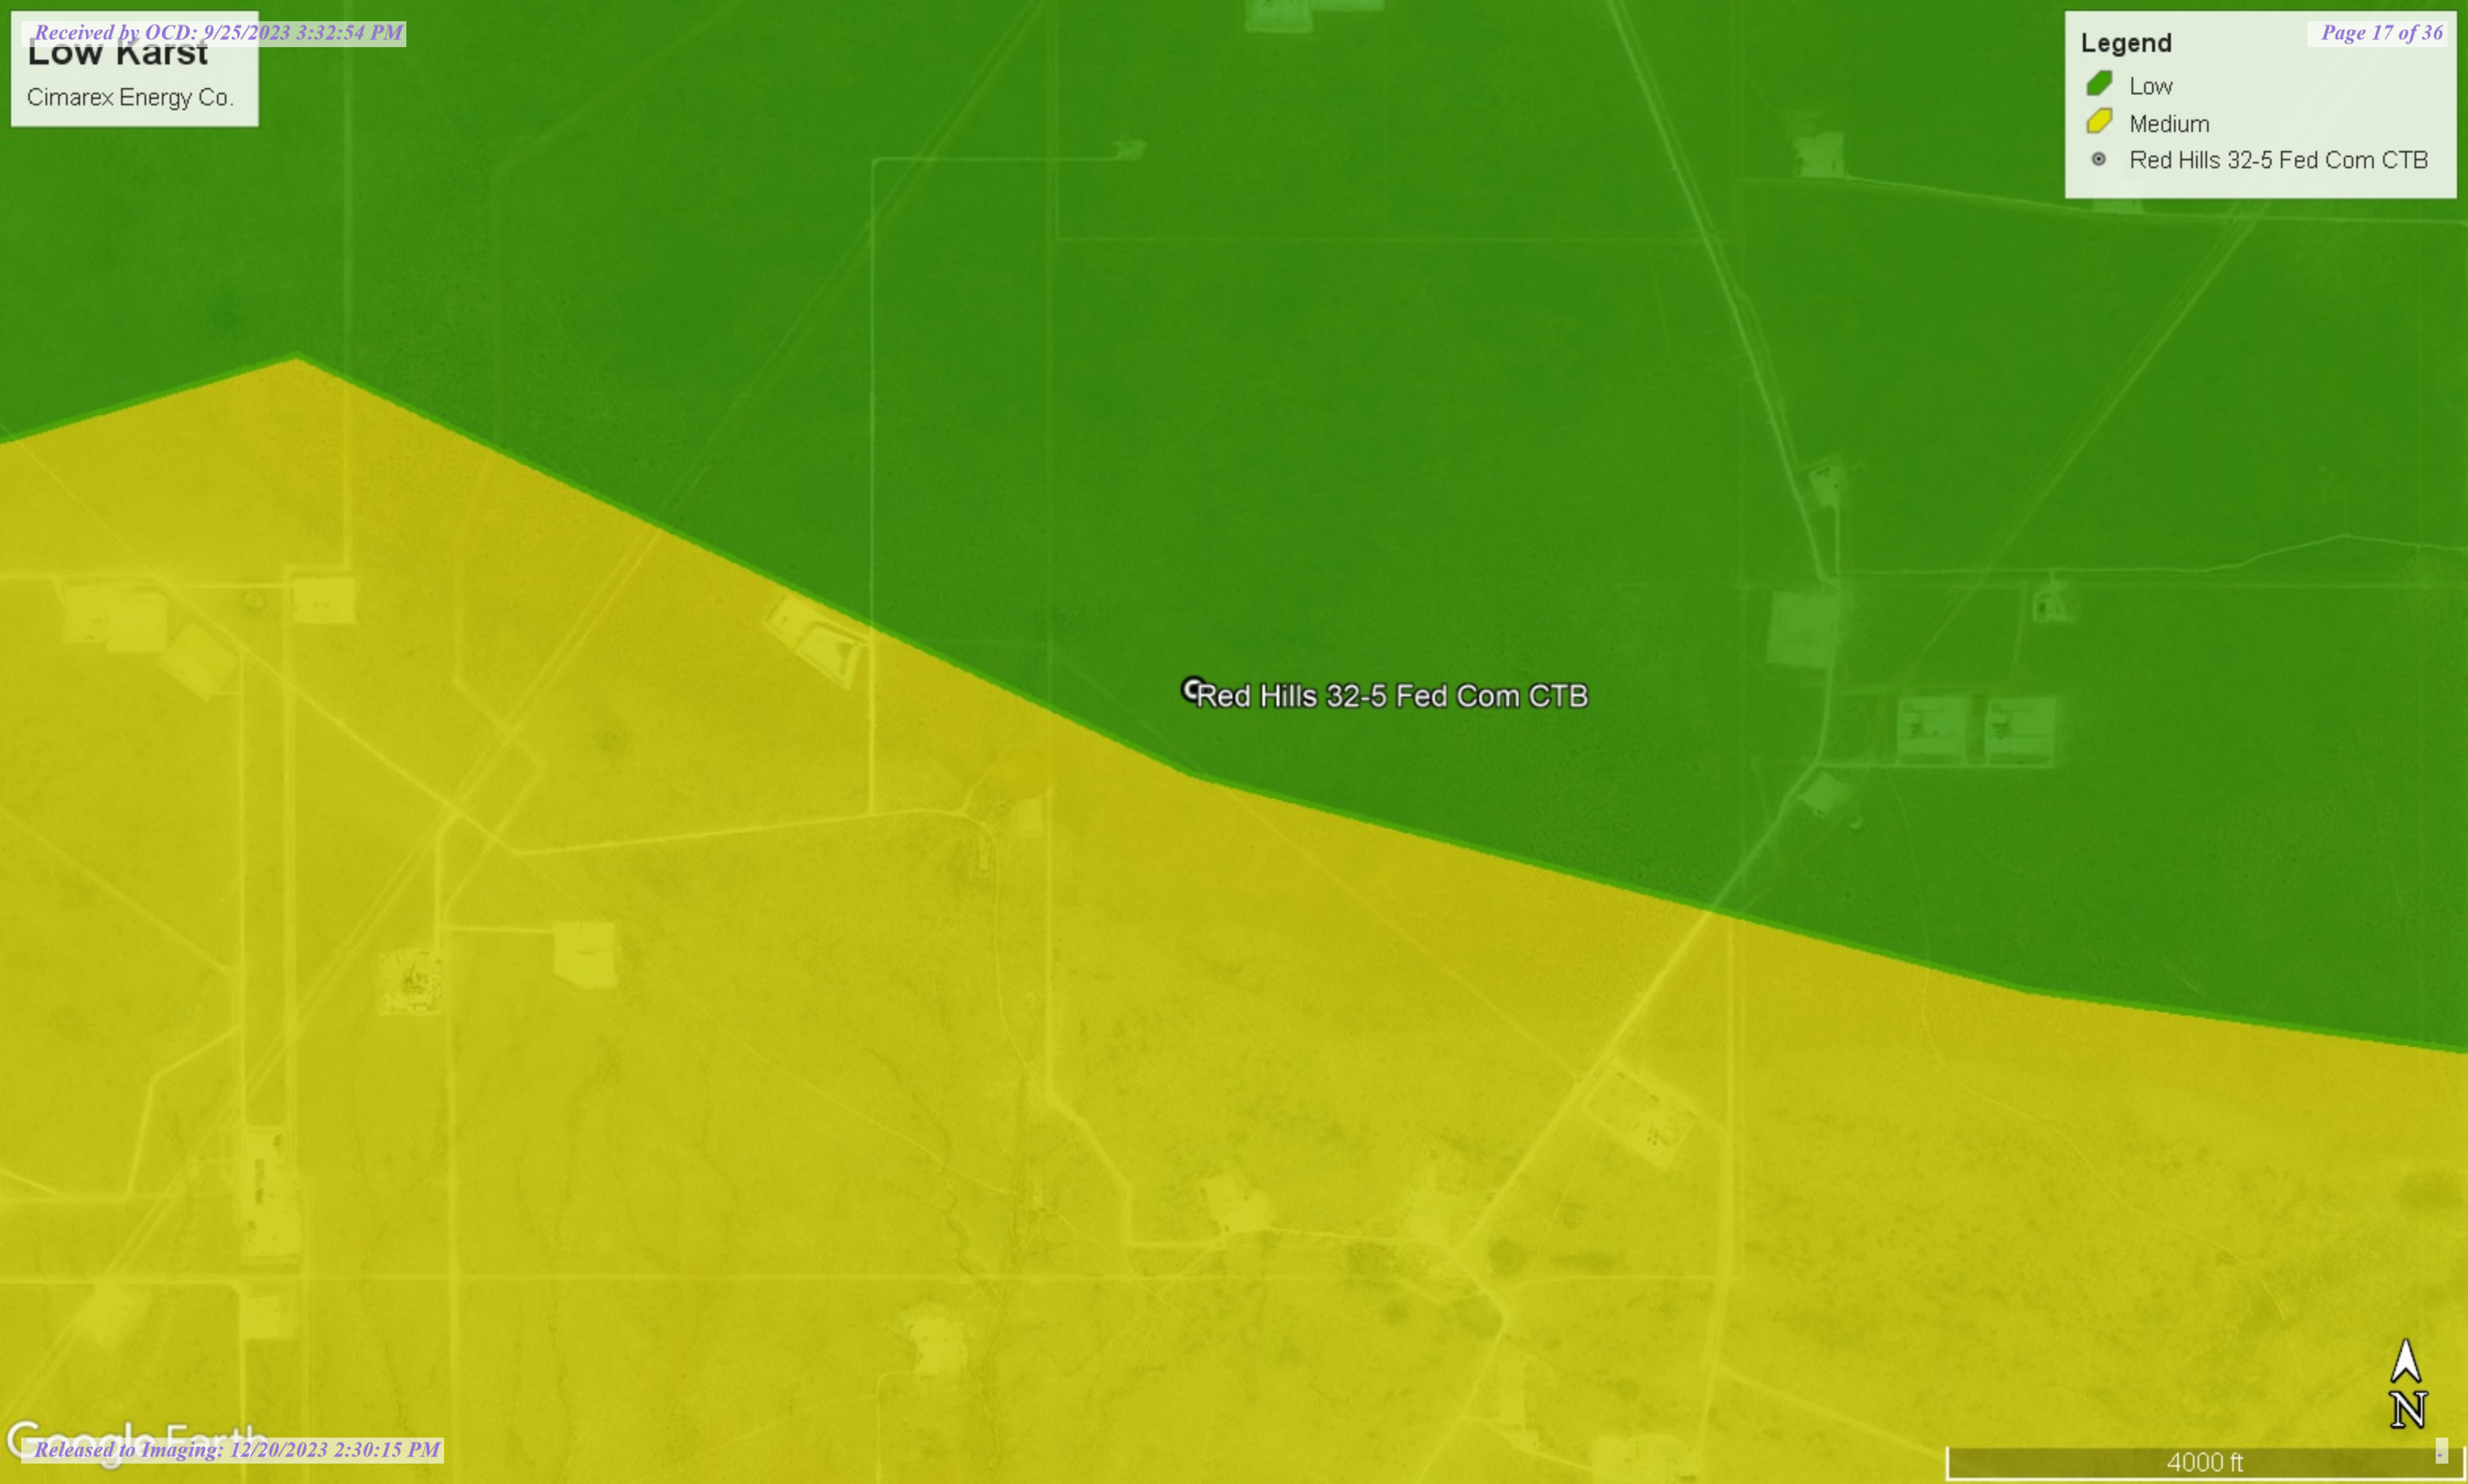 Received by OCD: 9/25/2023 3:32:54 PM
Page 17 of 36
Low Karst
Cimarex Energy Co.
Legend
Low
Medium
Red Hills 32-5 Fed Com CTB
Red Hills 32-5 Fed Com CTB
N
Google Earth
Released to Imaging: 12/20/2023 2:30:15 PM
4000 ft